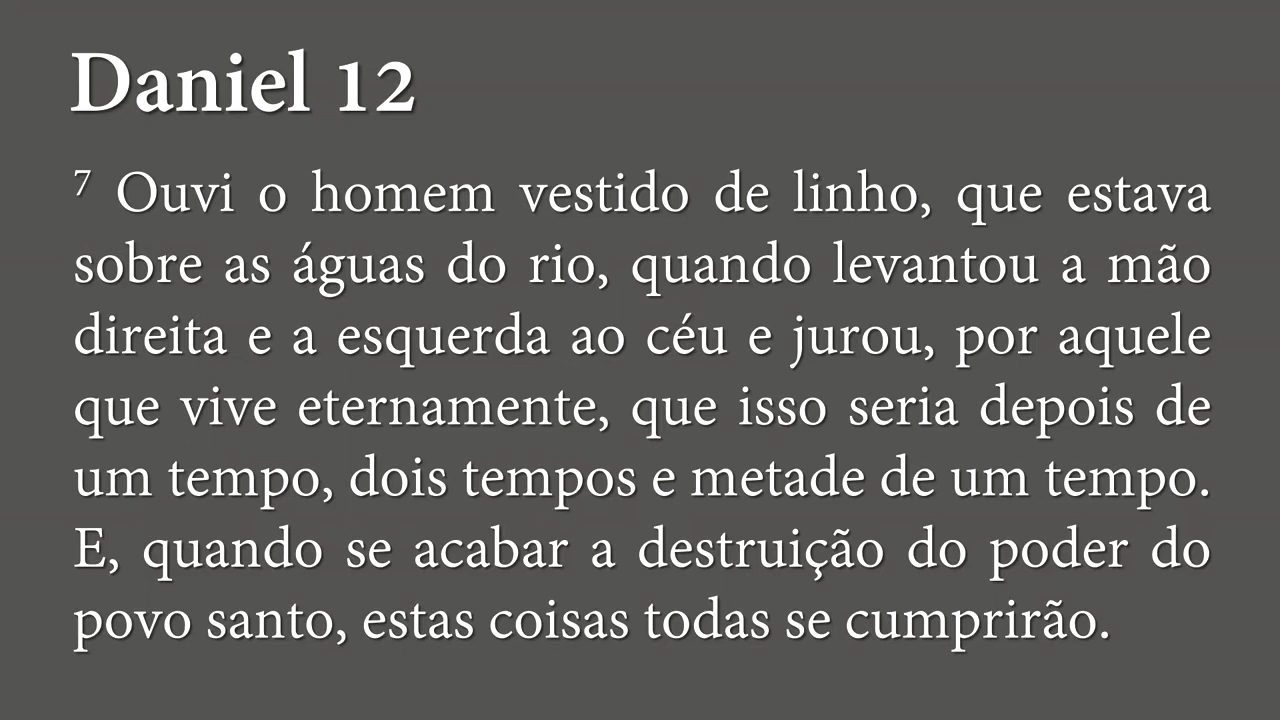 Daniel 12
⁷ Ouvi o homem vestido de linho, que estava
sobre as águas do rio, quando levantou a mão
direita e a esquerda ao céu e jurou, por aquele
que vive eternamente, que isso seria depois de
um tempo, dois tempos e metade de um tempo.
E, quando se acabar a destruição do poder do
povo santo, estas coisas todas se cumprirão.